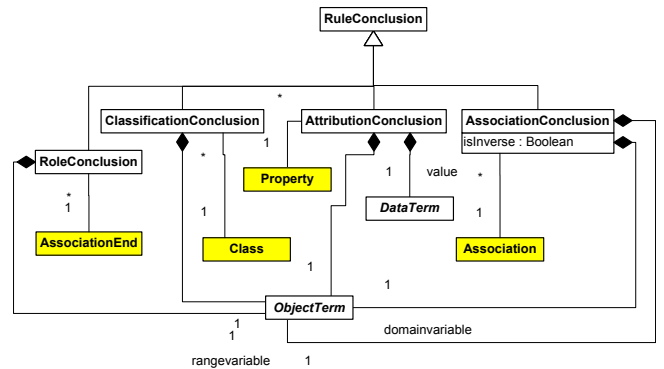 RuleConclusion
*
ClassificationConclusion
AttributionConclusion
AssociationConclusion
isInverse : Boolean
1
*
RoleConclusion
1
value
*
Property
DataTerm
*
1
1
1
AssociationEnd
Class
Association
1
1
ObjectTerm
1
1
domainvariable
rangevariable
1